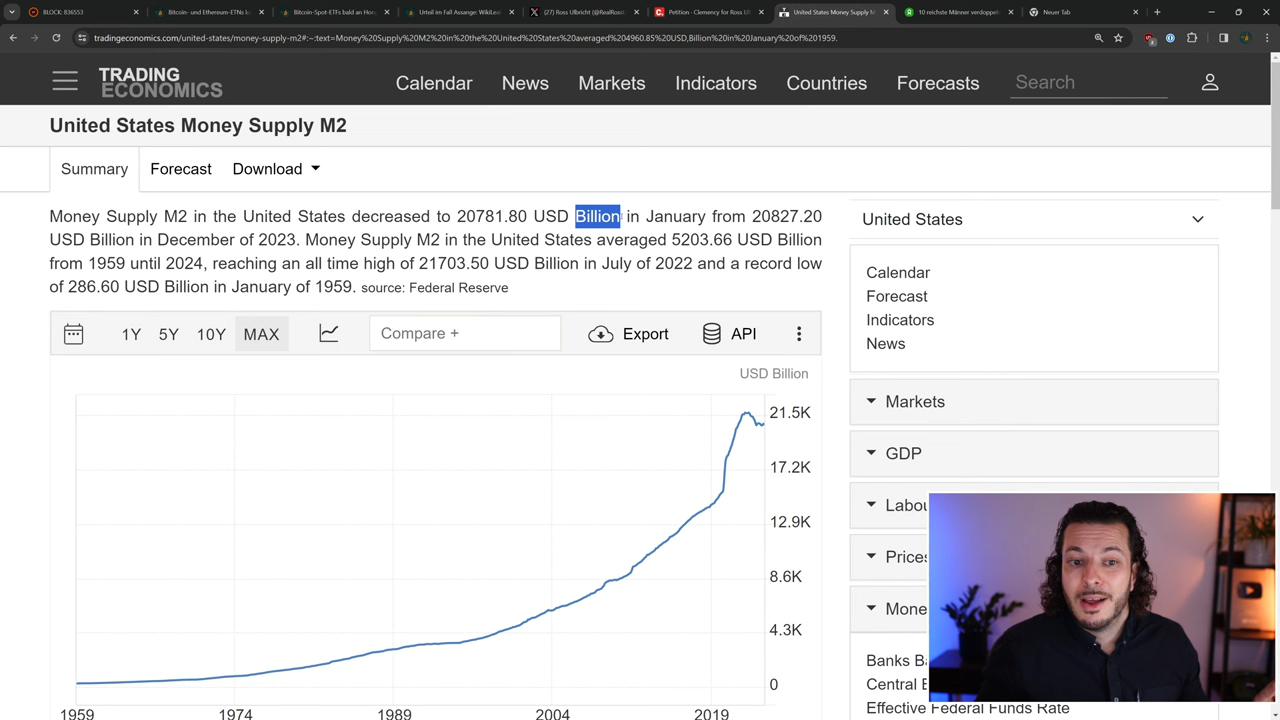 BLOCK: 836553
Bitcoin- und Ethereum-ETNs k
Bitcoin-Spot-ETFs bald an Hon
Urteil im Fall Assange: WikiLea
(27) Ross Ulbricht (@RealRoss
Petition · Clemency for Ross Ul
United States Money Supply M
10 reichste Männer verdoppel
Neuer Tab
tradingeconomics.com/united-states/money-supply-m2#:~:text=Money%20Supply%20M2%20in%20the%20United%20States%20averaged%204960.85%20USD,Billion%20in%20January%20of%201959.
TRADING
ECONOMICS
Calendar
News
Markets
Indicators
Countries
Forecasts
Search
United States Money Supply M2
Summary
Forecast
Download
Money Supply M2 in the United States decreased to 20781.80 USD Billion in January from 20827.20
USD Billion in December of 2023. Money Supply M2 in the United States averaged 5203.66 USD Billion
from 1959 until 2024, reaching an all time high of 21703.50 USD Billion in July of 2022 and a record low
of 286.60 USD Billion in January of 1959. source: Federal Reserve
1Y
5Y
10Y
MAX
Compare +
Export
API
USD Billion
21.5K
17.2K
12.9K
8.6K
4.3K
0
1959
1974
1989
2004
2019
United States
Calendar
Forecast
Indicators
News
Markets
GDP
Labou
Prices
Mone
Banks B
Central
Effective Federal Funds Rate